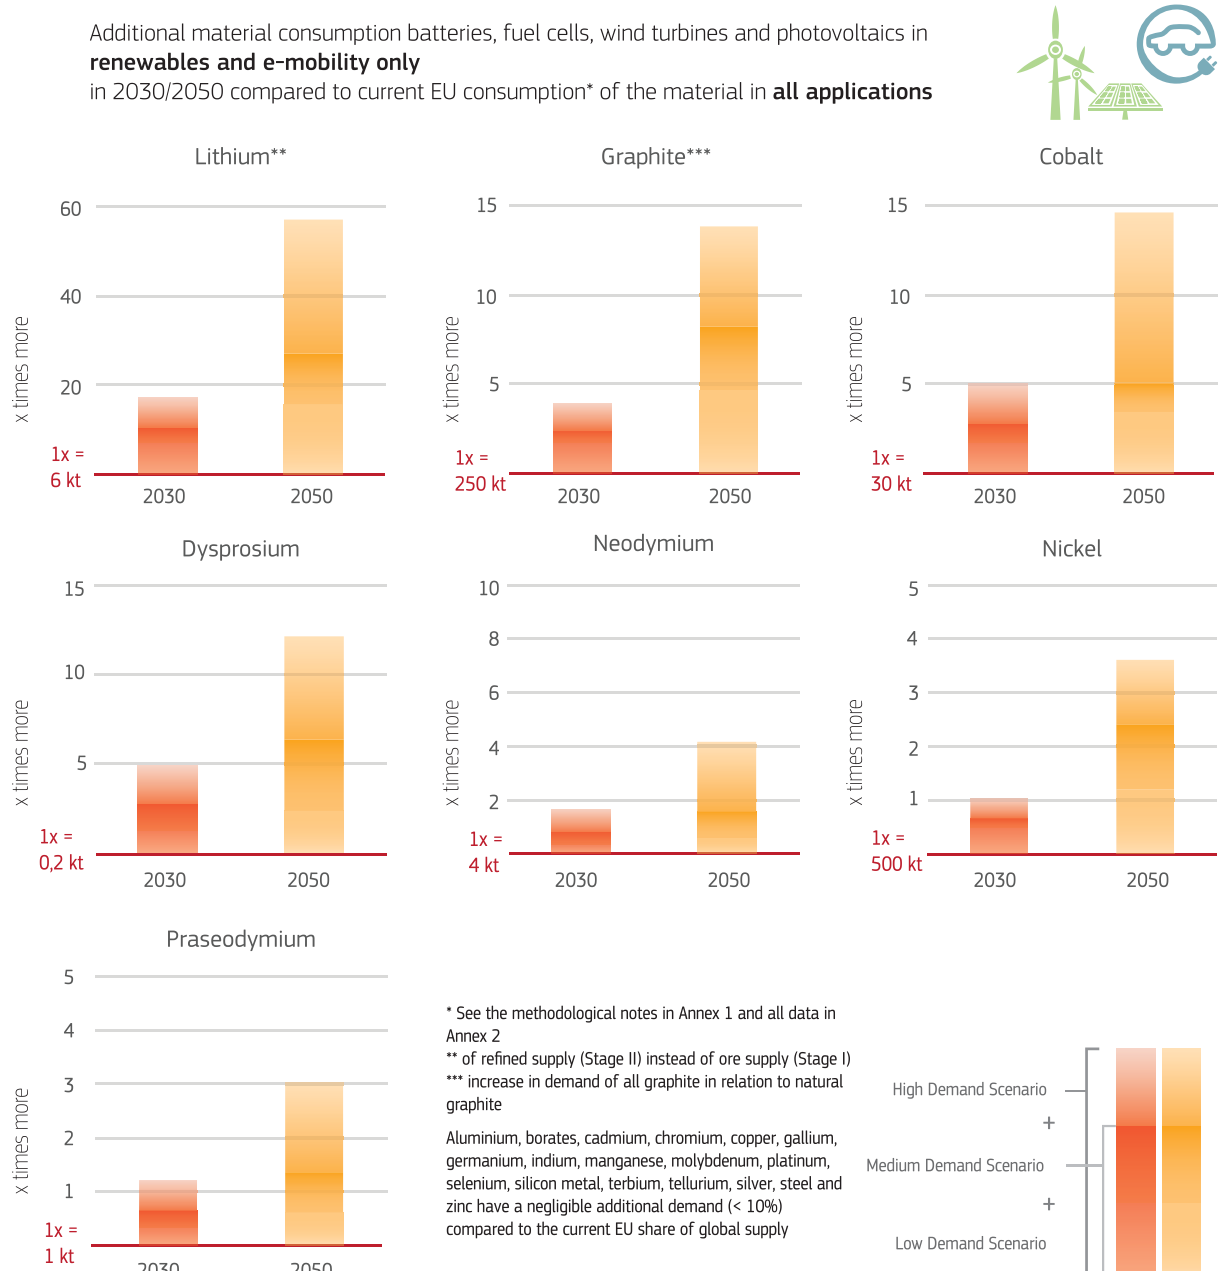 Additional material consumption batteries, fuel cells, wind turbines and photovoltaics in
renewables and e-mobility only
in 2030/2050 compared to current EU consumption* of the material in all applications
Lithium**
60
40
20
x times more
1x =
6 kt
2030
2050
Graphite***
15
10
5
x times more
1x =
250 kt
2030
2050
Cobalt
15
10
5
x times more
1x =
30 kt
2030
2050
Dysprosium
15
10
5
x times more
1x =
0,2 kt
2030
2050
Neodymium
10
8
6
4
2
x times more
1x =
4 kt
2030
2050
Nickel
5
4
3
2
1
x times more
1x =
500 kt
2030
2050
Praseodymium
5
4
3
2
1
x times more
1x =
1 kt
2030
2050
* See the methodological notes in Annex 1 and all data in
Annex 2
** of refined supply (Stage II) instead of ore supply (Stage I)
*** increase in demand of all graphite in relation to natural
graphite
Aluminium, borates, cadmium, chromium, copper, gallium,
germanium, indium, manganese, molybdenum, platinum,
selenium, silicon metal, terbium, tellurium, silver, steel and
zinc have a negligible additional demand (< 10%)
compared to the current EU share of global supply
High Demand Scenario
+
Medium Demand Scenario
+
Low Demand Scenario